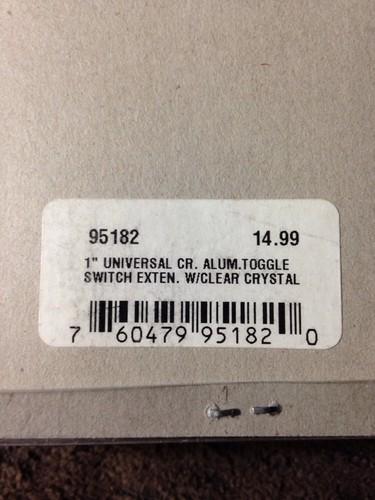 95182 14.99
1" UNIVERSAL CR. ALUM.TOGGLE
SWITCH EXTEN. W/CLEAR CRYSTAL
7 60479 95182 0